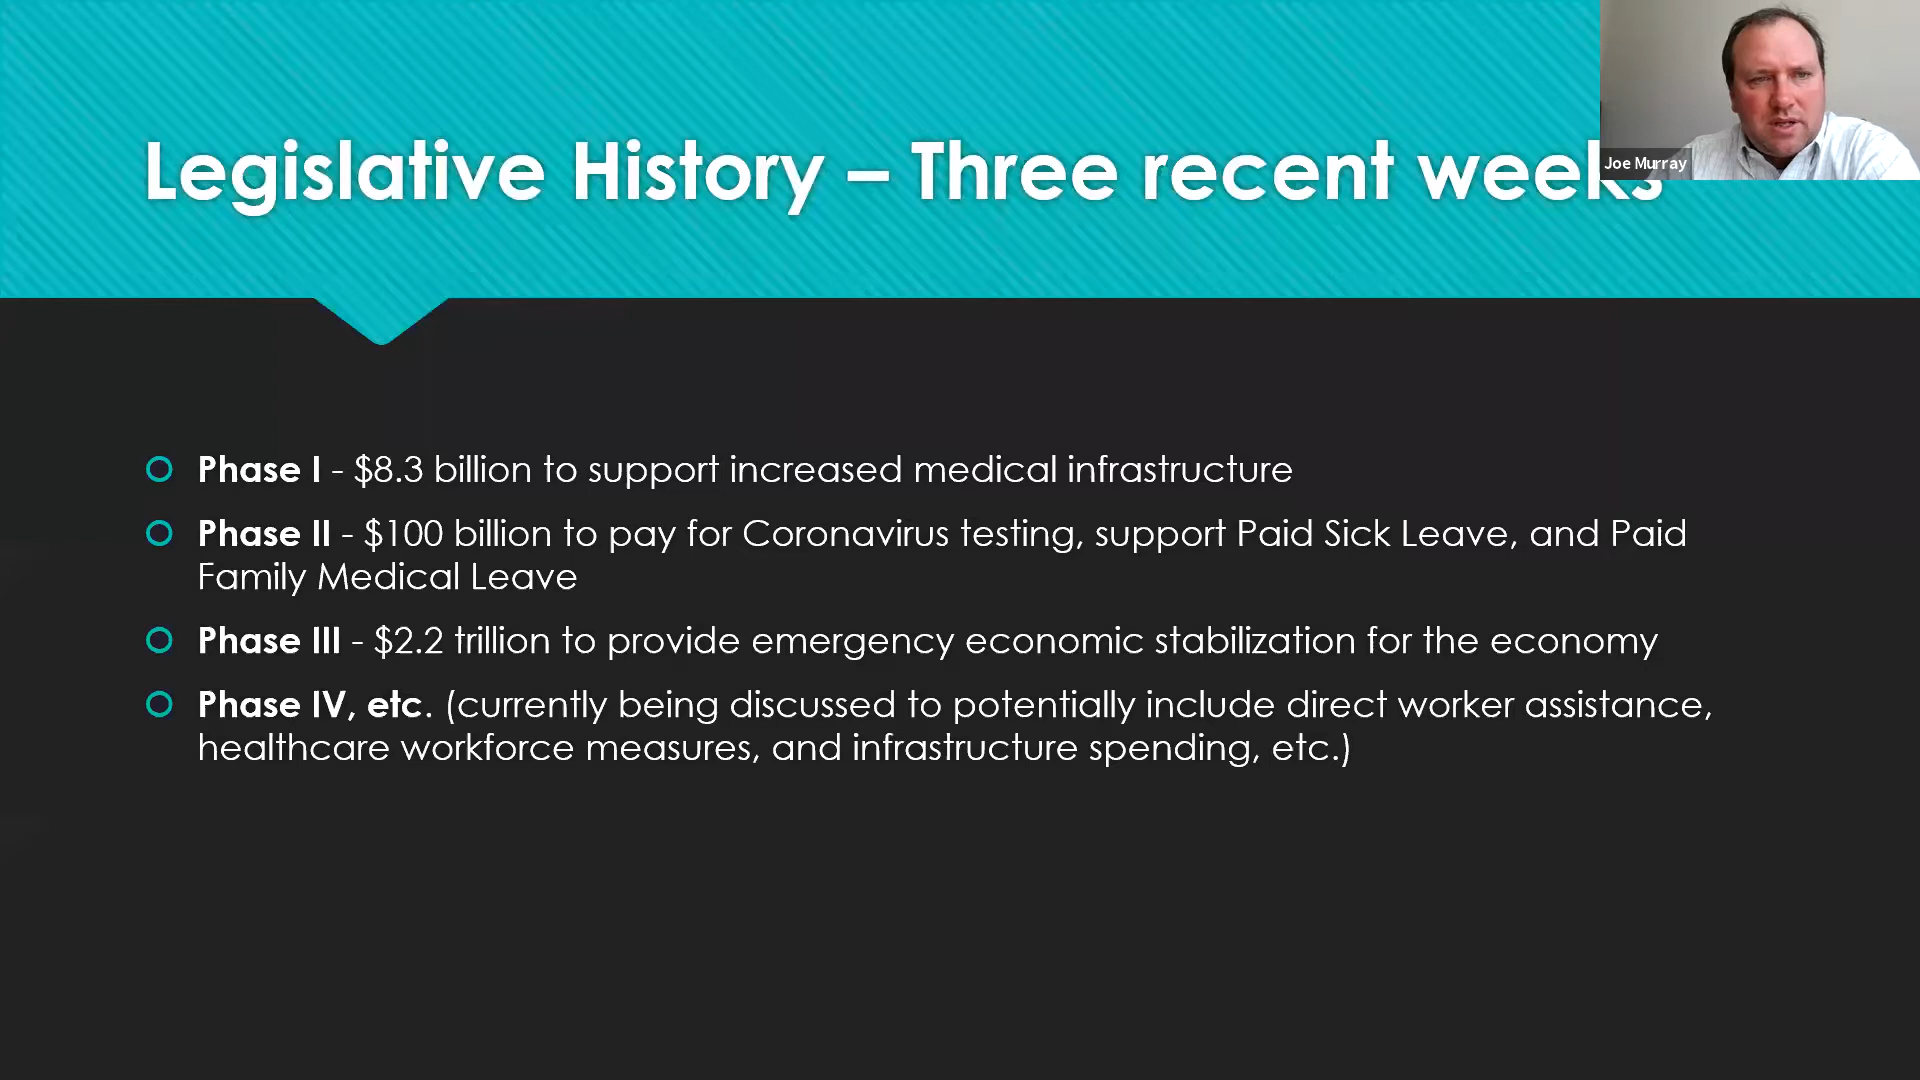 Legislative History – Three recent weeks
Joe Murray
Phase I - $8.3 billion to support increased medical infrastructure
Phase II - $100 billion to pay for Coronavirus testing, support Paid Sick Leave, and Paid
Family Medical Leave
Phase III - $2.2 trillion to provide emergency economic stabilization for the economy
Phase IV, etc. (currently being discussed to potentially include direct worker assistance,
healthcare workforce measures, and infrastructure spending, etc.)